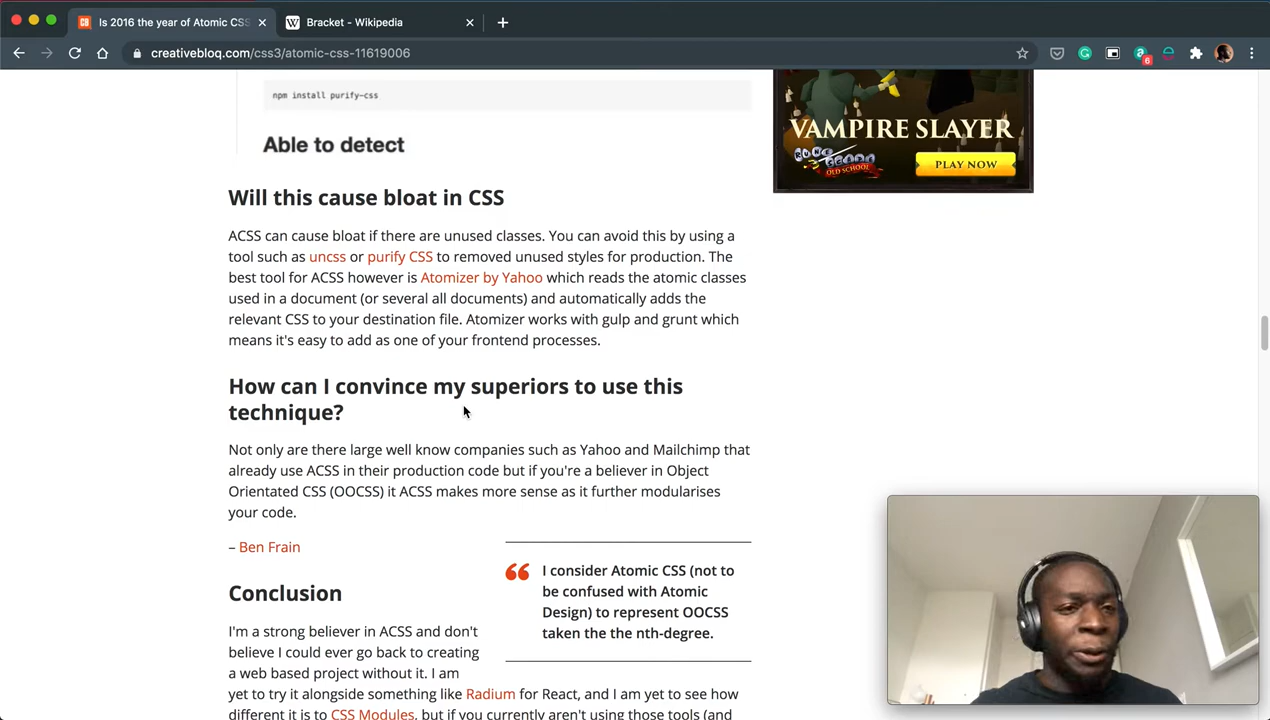 Is 2016 the year of Atomic CSS
Bracket - Wikipedia
creativebloq.com/css3/atomic-css-11619006
6
npm install purify-css
Able to detect
VAMPIRE SLAYER
OLD SCHOOL
PLAY NOW
Will this cause bloat in CSS
ACSS can cause bloat if there are unused classes. You can avoid this by using a
tool such as uncss or purify CSS to removed unused styles for production. The
best tool for ACSS however is Atomizer by Yahoo which reads the atomic classes
used in a document (or several all documents) and automatically adds the
relevant CSS to your destination file. Atomizer works with gulp and grunt which
means it's easy to add as one of your frontend processes.
How can I convince my superiors to use this
technique?
Not only are there large well know companies such as Yahoo and Mailchimp that
already use ACSS in their production code but if you're a believer in Object
Orientated CSS (OOCSS) it ACSS makes more sense as it further modularises
your code.
– Ben Frain
I consider Atomic CSS (not to
be confused with Atomic
Design) to represent OOCSS
taken the the nth-degree.
Conclusion
I'm a strong believer in ACSS and don't
believe I could ever go back to creating
a web based project without it. I am
yet to try it alongside something like Radium for React, and I am yet to see how
different it is to CSS Modules, but if you currently aren't using those tools (and